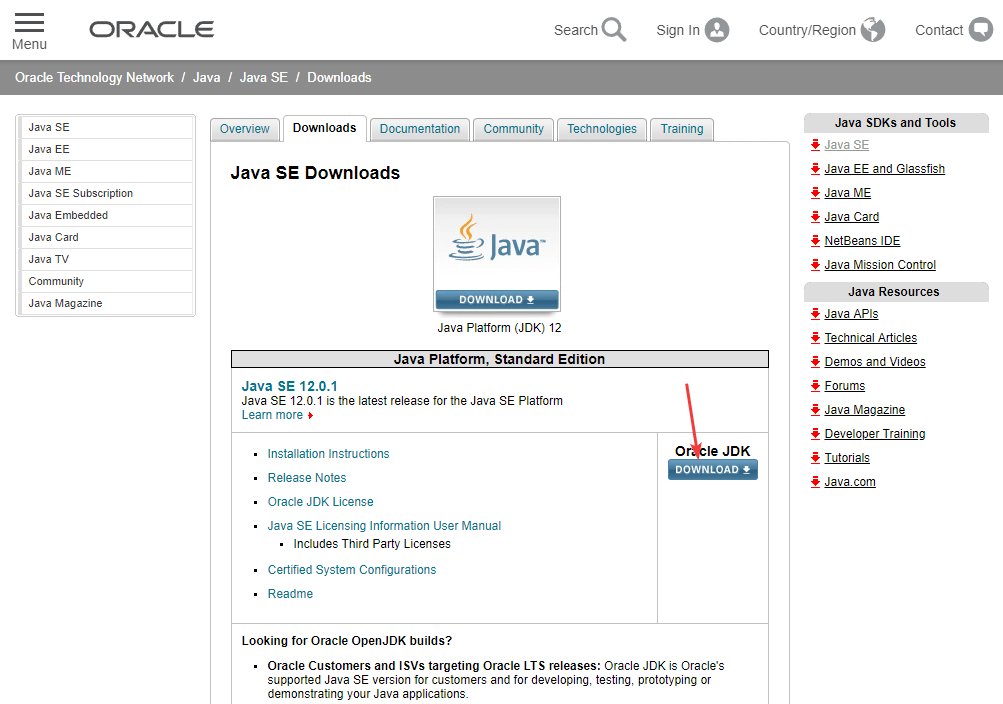 Menu
ORACLE
Search
Sign In
Country/Region
Contact
Oracle Technology Network / Java / Java SE / Downloads
Java SE
Java EE
Java ME
Java SE Subscription
Java Embedded
Java Card
Java TV
Community
Java Magazine
Overview
Downloads
Documentation
Community
Technologies
Training
Java SE Downloads
Java™
DOWNLOAD
Java Platform (JDK) 12
Java Platform, Standard Edition
Java SE 12.0.1
Java SE 12.0.1 is the latest release for the Java SE Platform
Learn more
Installation Instructions
Release Notes
Oracle JDK License
Java SE Licensing Information User Manual
Includes Third Party Licenses
Certified System Configurations
Readme
Oracle JDK
DOWNLOAD
Looking for Oracle OpenJDK builds?
Oracle Customers and ISVs targeting Oracle LTS releases: Oracle JDK is Oracle's
supported Java SE version for customers and for developing, testing, prototyping or
demonstrating your Java applications.
Java SDKs and Tools
Java SE
Java EE and Glassfish
Java ME
Java Card
NetBeans IDE
Java Mission Control
Java Resources
Java APIs
Technical Articles
Demos and Videos
Forums
Java Magazine
Developer Training
Tutorials
Java.com